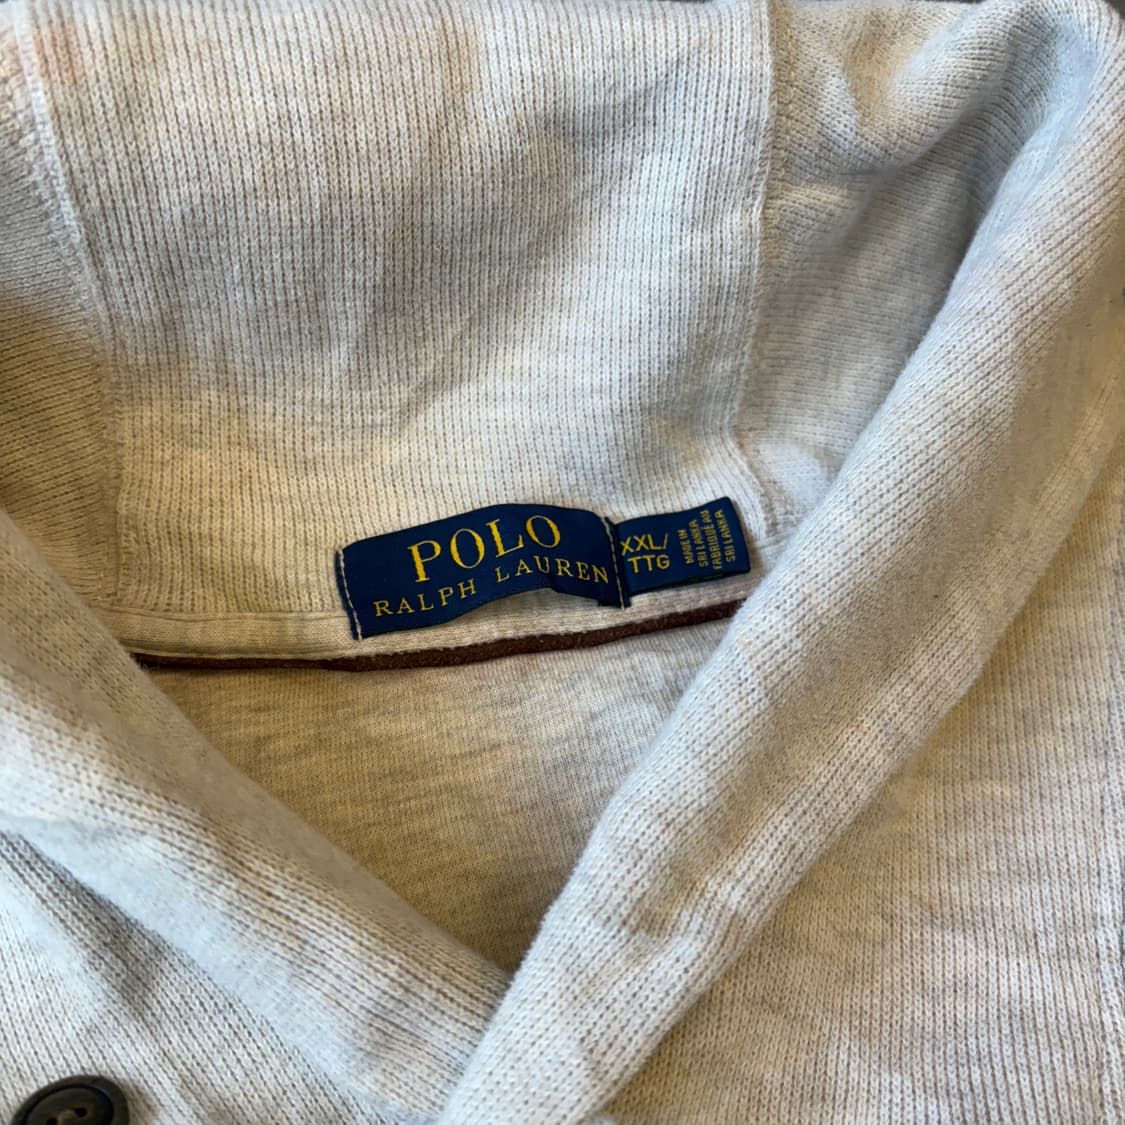 POLO
RALPH LAUREN
XXL/
TTG
MADE IN
SRI LANKA
FABRIQUÉ AU
SRI LANKA